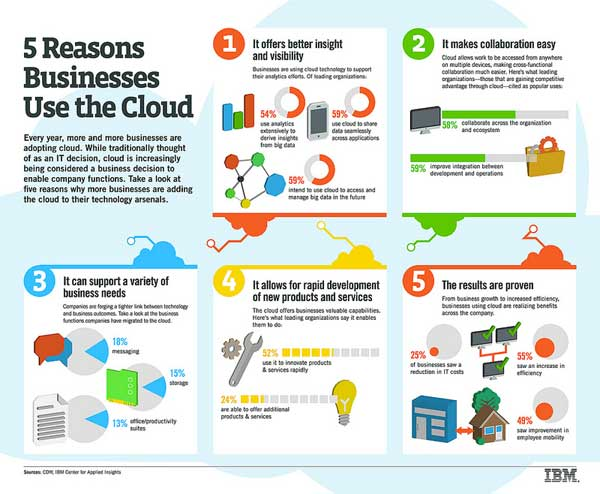 5 Reasons
Businesses
Use the Cloud
Every year, more and more businesses are
adopting cloud. While traditionally thought
of as an IT decision, cloud is increasingly
being considered a business decision to
enable company functions. Take a look at
five reasons why more businesses are adding
the cloud to their technology arsenals.
1
It offers better insight
and visibility
Businesses are using cloud technology to support
their analytics efforts. Of leading organizations:
54%
use analytics
extensively to
derive insights
from big data
59%
use cloud to share
data seamlessly
across applications
59%
intend to use cloud to access and
manage big data in the future
2
It makes collaboration easy
Cloud allows work to be accessed from anywhere
on multiple devices, making cross-functional
collaboration much easier. Here's what leading
organizations—those that are gaining competitive
advantage through cloud—cited as popular uses:
58% collaborate across the organization
and ecosystem
59% improve integration between
development and operations
3
It can support a variety of
business needs
Companies are forging a tighter link between technology
and business outcomes. Take a look at the business
functions companies have migrated to the cloud.
18%
messaging
15%
storage
13% office/productivity
suites
4
It allows for rapid development
of new products and services
The cloud offers businesses valuable capabilities.
Here's what leading organizations say it enables
them to do:
52%
use it to innovate products
& services rapidly
24%
are able to offer additional
products & services
5
The results are proven
From business growth to increased efficiency,
businesses using cloud are realizing benefits
across the company.
25%
of businesses saw a
reduction in IT costs
55%
saw an increase in
efficiency
49%
saw improvement in
employee mobility
Sources: CDW, IBM Center for Applied Insights
IBM.